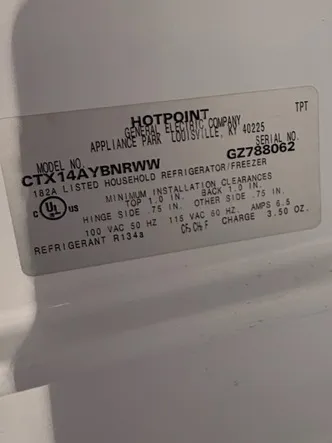 HOTPOINT
TPT
GENERAL ELECTRIC COMPANY
APPLIANCE PARK LOUISVILLE, KY 40225
MODEL NO. SERIAL NO.
CTX14AYBNRWW GZ788062
182A LISTED HOUSEHOLD REFRIGERATOR/FREEZER
C UL US
MINIMUM INSTALLATION CLEARANCES
TOP 1.0 IN. BACK 1.0 IN.
HINGE SIDE .75 IN. OTHER SIDE .75 IN.
100 VAC 50 HZ 115 VAC 60 HZ AMPS 6.5
REFRIGERANT R134a CF₃CH₂F CHARGE 3.50 OZ.